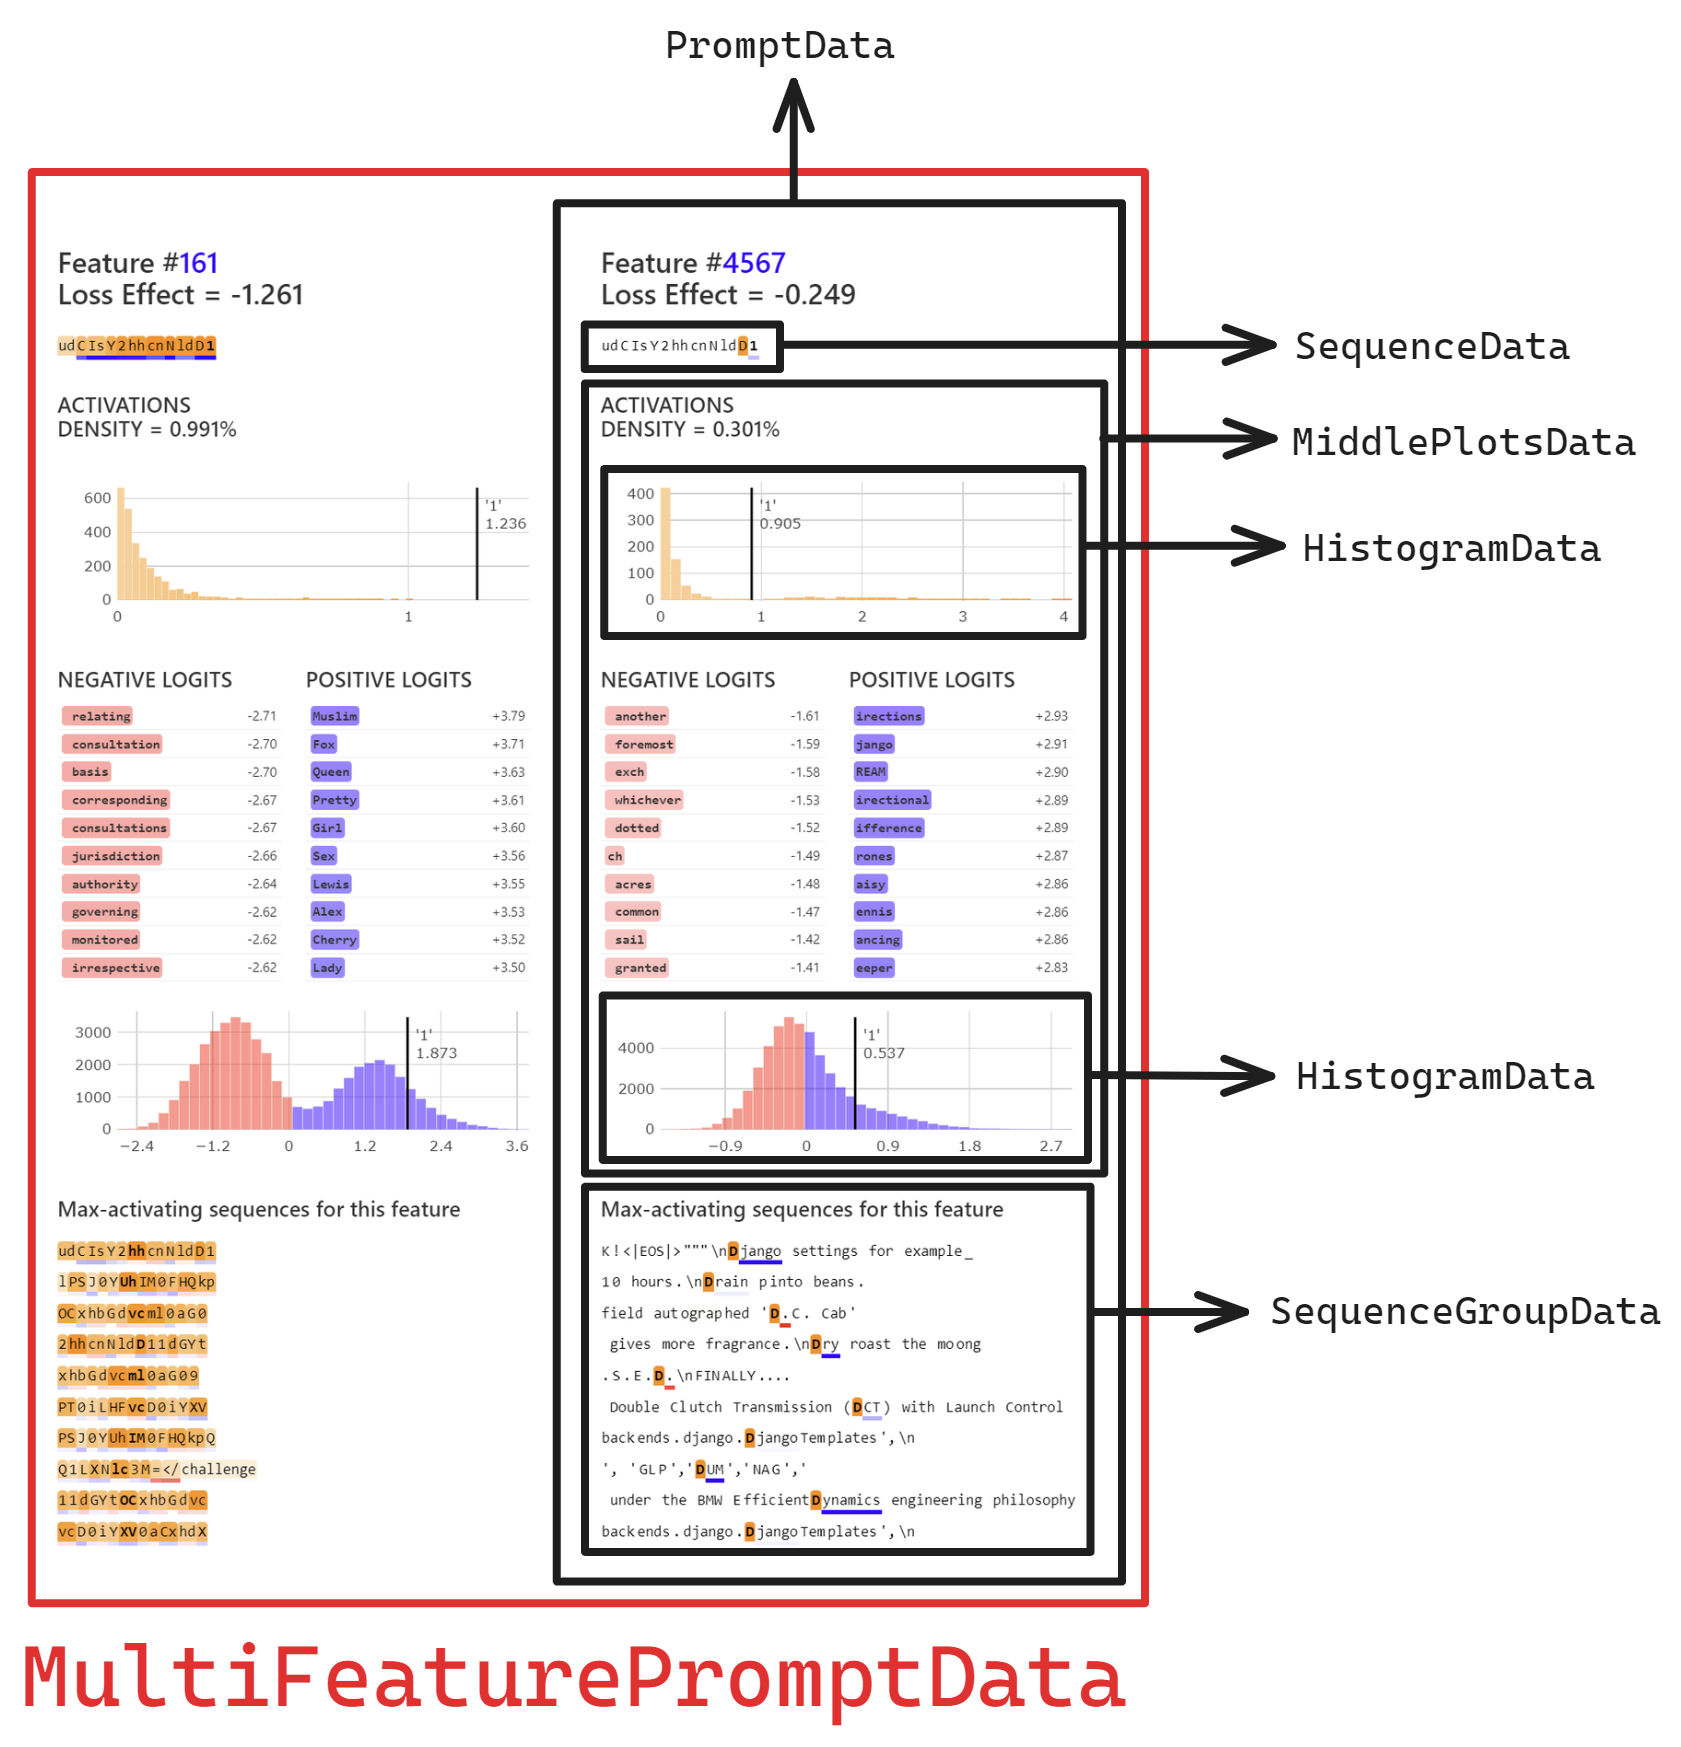 PromptData
Feature #161
Loss Effect = -1.261
udCIsY2hhcnNldD1
ACTIVATIONS
DENSITY = 0.991%
600
400
200
0
0
1
'1'
1.236
NEGATIVE LOGITS
POSITIVE LOGITS
relating -2.71 Muslim +3.79
consultation -2.70 Fox +3.71
basis -2.70 Queen +3.63
corresponding -2.67 Pretty +3.61
consultations -2.67 Girl +3.60
jurisdiction -2.66 Sex +3.56
authority -2.64 Lewis +3.55
governing -2.62 Alex +3.53
monitored -2.62 Cherry +3.52
irrespective -2.62 Lady +3.50
3000
2000
1000
0
−2.4 −1.2 0 1.2 2.4 3.6
'1'
1.873
Max-activating sequences for this feature
udCIsY2hhcnNldD1
lPSJ0YUhIM0FHQkp
OCxhbGdvcml0aG0
2hhcnNldD11dGYt
xhbGdvcml0aG09
PT0iLHFvcD0iYXV
PSJ0YUhIM0FHQkpQ
Q1LXNlc3M=</challenge
11dGYtOCxhbGdvc
vcD0iYXV0aCxhdX
Feature #4567
Loss Effect = -0.249
udCIsY2hhcnNldD1
ACTIVATIONS
DENSITY = 0.301%
400
300
200
100
0
0 1 2 3 4
'1'
0.905
NEGATIVE LOGITS
POSITIVE LOGITS
another -1.61 irections +2.93
foremost -1.59 jango +2.91
exch -1.58 REAM +2.90
whichever -1.53 irectional +2.89
dotted -1.52 ifference +2.89
ch -1.49 rones +2.87
acres -1.48 aisy +2.86
common -1.47 ennis +2.86
sail -1.42 ancing +2.86
granted -1.41 eeper +2.83
4000
2000
0
−0.9 0 0.9 1.8 2.7
'1'
0.537
Max-activating sequences for this feature
K!<|EOS|>"""\nDjango settings for example_
10 hours.\nDrain pinto beans.
field autographed 'D.C. Cab'
gives more fragrance.\nDry roast the moong
.S.E.D.\nFINALLY....
Double Clutch Transmission (DCT) with Launch Control
backends.django.DjangoTemplates',\n
', 'GLP','DUM','NAG','
under the BMW EfficientDynamics engineering philosophy
backends.django.DjangoTemplates',\n
SequenceData
MiddlePlotsData
HistogramData
HistogramData
SequenceGroupData
MultiFeaturePromptData